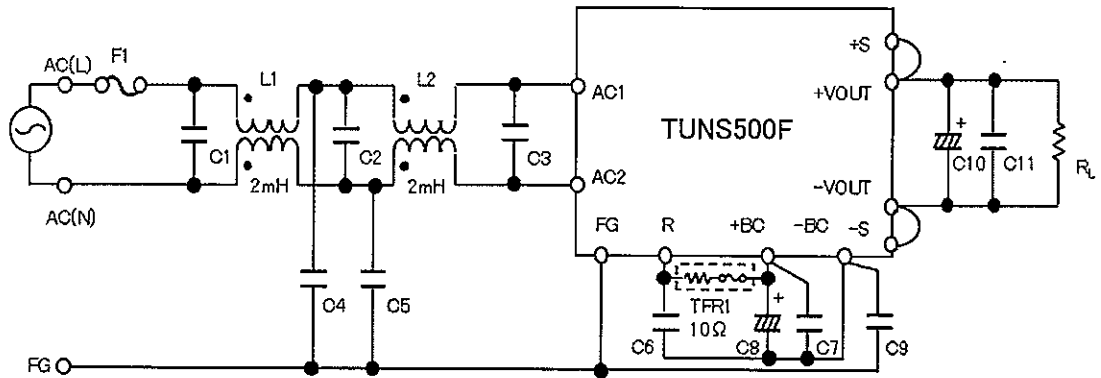 AC(L)
F1
L1
L2
C1
C2
C3
2mH
2mH
AC(N)
AC1
AC2
TUNS500F
+S
+VOUT
-VOUT
-S
C10
+
C11
RL
FG
R
+BC
-BC
TFR1
10Ω
+
C4
C5
C6
C8
C7
C9
FG